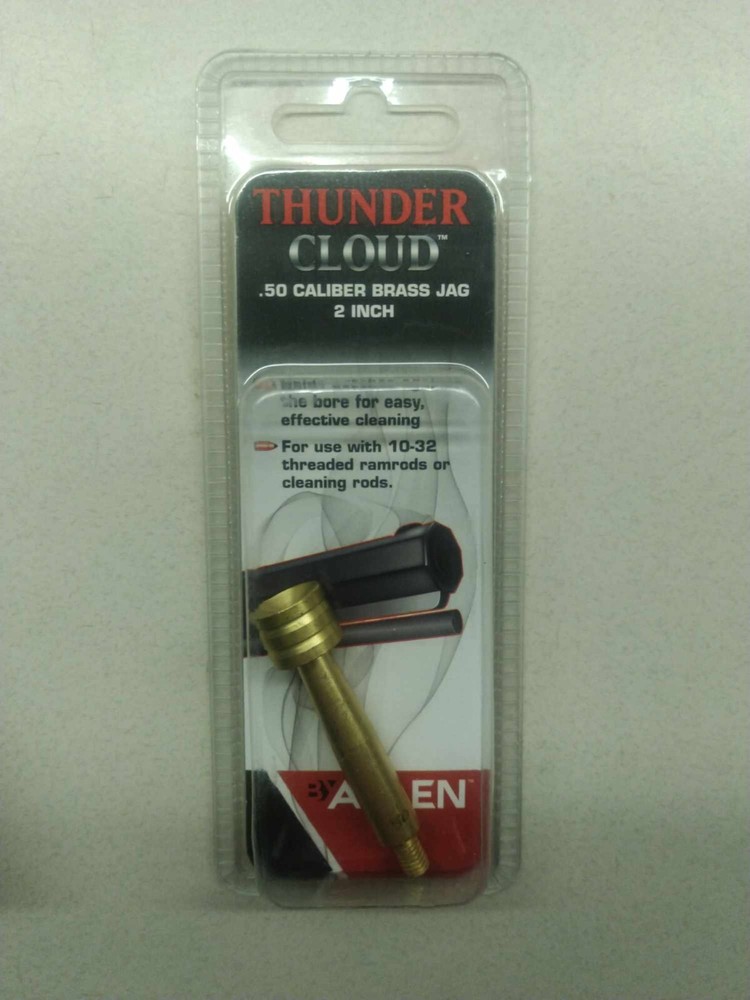 THUNDER
CLOUD™
.50 CALIBER BRASS JAG
2 INCH
the bore for easy,
effective cleaning
For use with 10-32
threaded ramrods or
cleaning rods.
BY